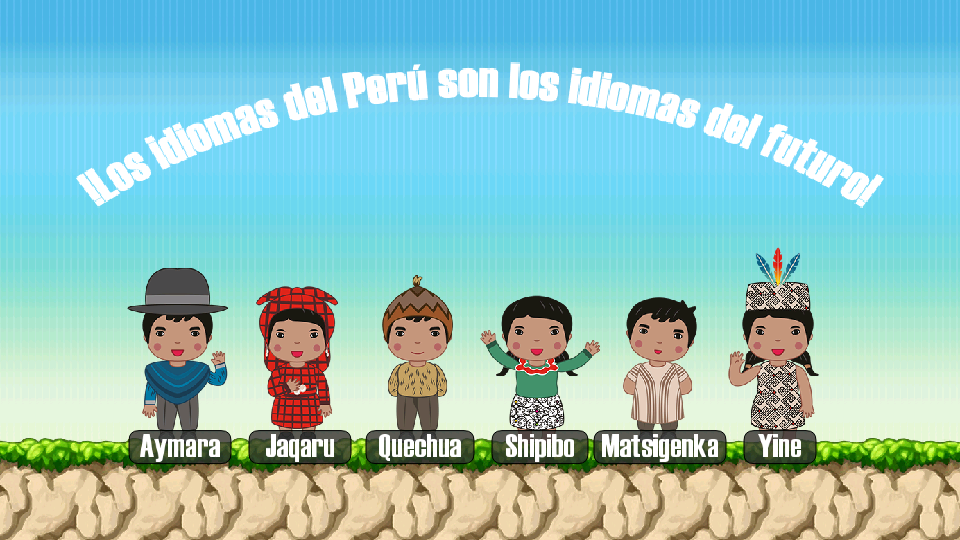 ¡Los idiomas del Perú son los idiomas del futuro!
Aymara
Jaqaru
Quechua
Shipibo
Matsigenka
Yine